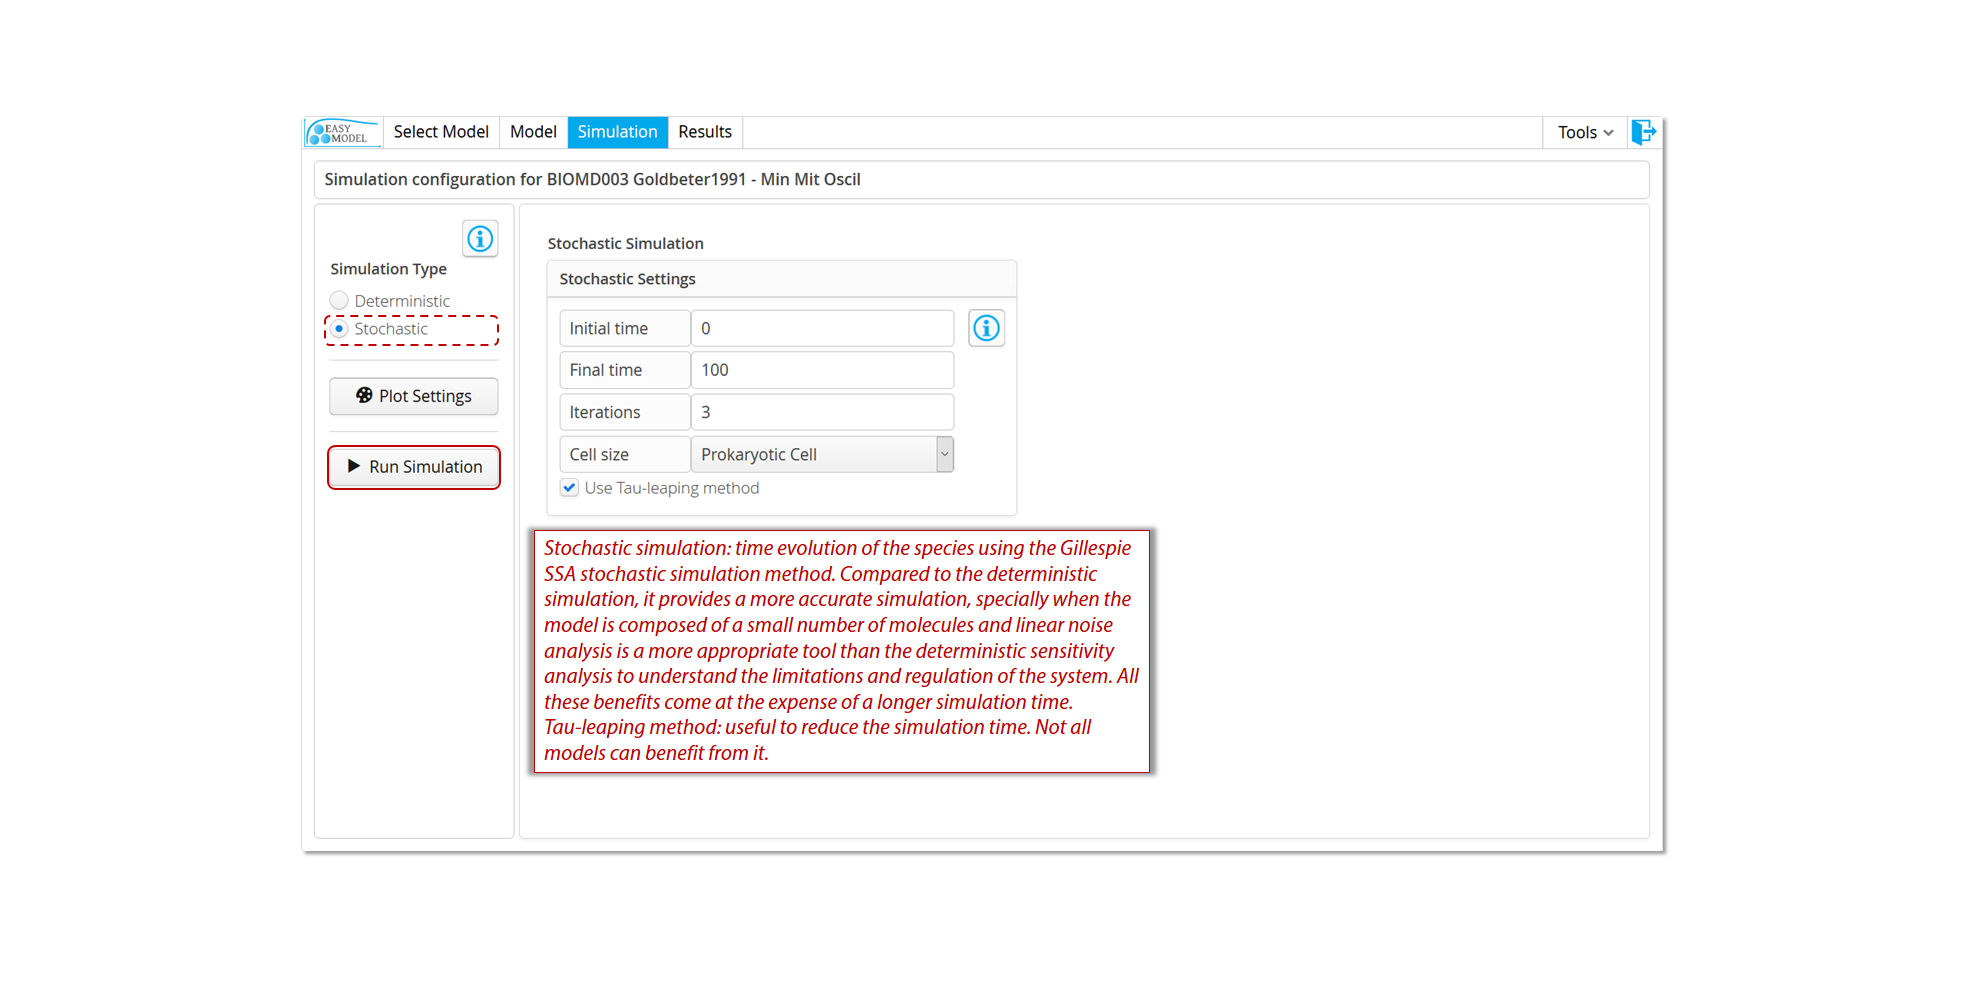 EASY
MODEL
Select Model
Model
Simulation
Results
Tools
Simulation configuration for BIOMD003 Goldbeter1991 - Min Mit Oscil
Simulation Type
Deterministic
Stochastic
Plot Settings
Run Simulation
Stochastic Simulation
Stochastic Settings
Initial time 0
Final time 100
Iterations 3
Cell size Prokaryotic Cell
Use Tau-leaping method
Stochastic simulation: time evolution of the species using the Gillespie
SSA stochastic simulation method. Compared to the deterministic
simulation, it provides a more accurate simulation, specially when the
model is composed of a small number of molecules and linear noise
analysis is a more appropriate tool than the deterministic sensitivity
analysis to understand the limitations and regulation of the system. All
these benefits come at the expense of a longer simulation time.
Tau-leaping method: useful to reduce the simulation time. Not all
models can benefit from it.